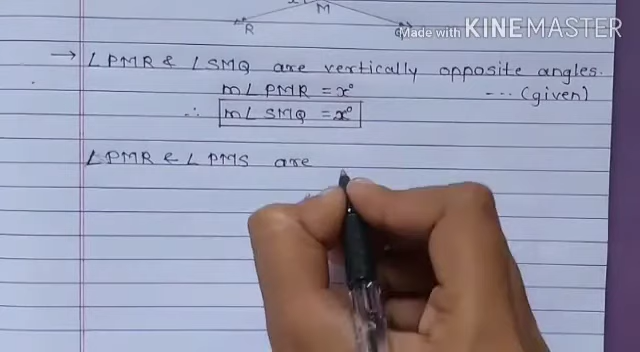 x
M
R
Made with KINEMASTER
→ ∠PMR & ∠SMQ are vertically opposite angles.
m∠PMR = x° --- (given)
∴ m∠SMQ = x°
∠PMR & ∠PMS are